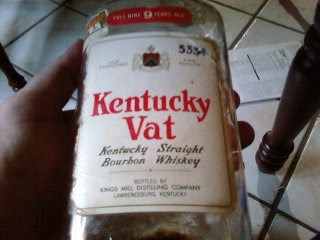 FULL NINE 9 YEARS OLD
5334
Kentucky
Vat
Kentucky Straight
Bourbon Whiskey
BOTTLED BY
KINGS MILL DISTILLING COMPANY
LAWRENCEBURG, KENTUCKY